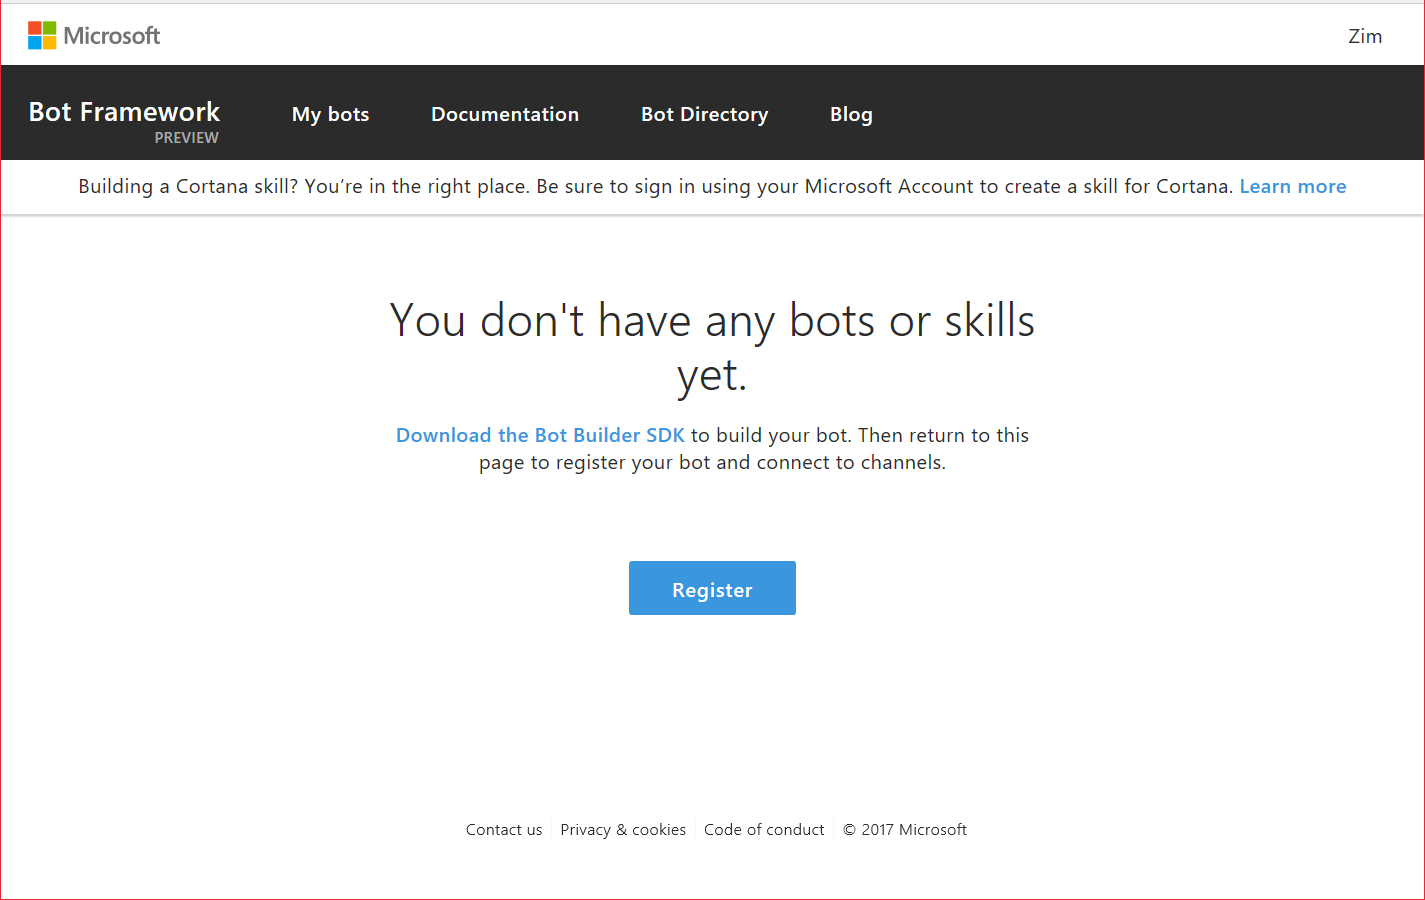 Microsoft
Zim
Bot Framework
PREVIEW
My bots
Documentation
Bot Directory
Blog
Building a Cortana skill? You’re in the right place. Be sure to sign in using your Microsoft Account to create a skill for Cortana. Learn more
You don't have any bots or skills
yet.
Download the Bot Builder SDK to build your bot. Then return to this
page to register your bot and connect to channels.
Register
Contact us
Privacy & cookies
Code of conduct
© 2017 Microsoft